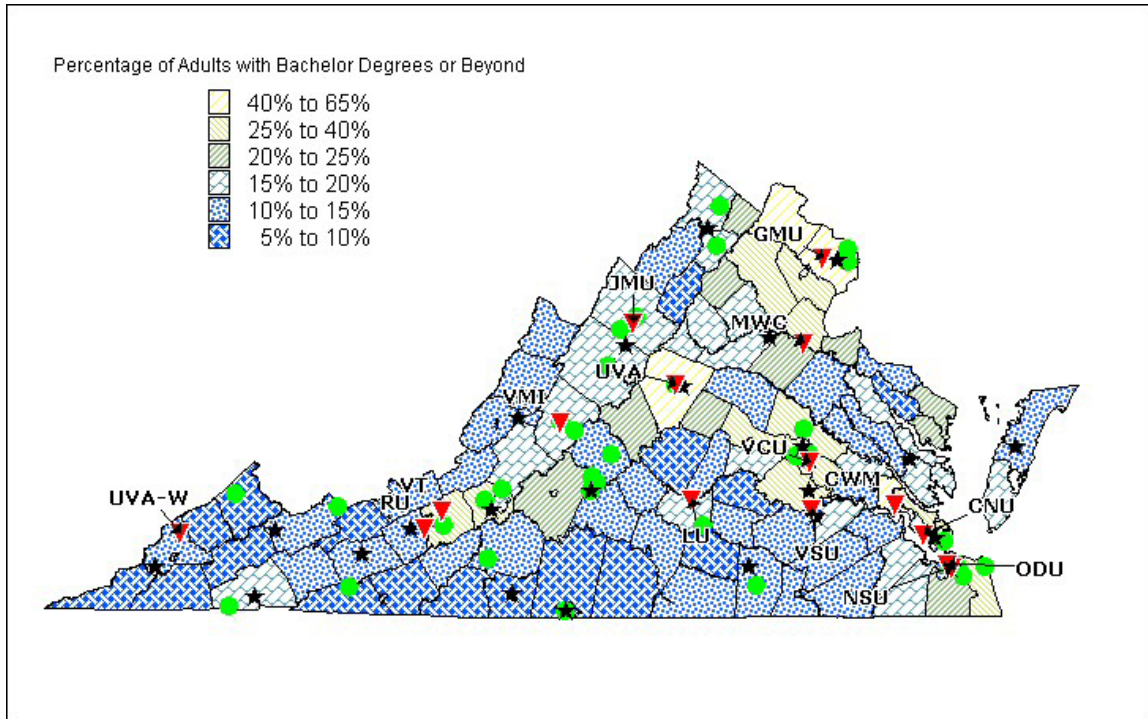 Percentage of Adults with Bachelor Degrees or Beyond
40% to 65%
25% to 40%
20% to 25%
15% to 20%
10% to 15%
5% to 10%
GMU
JMU
MWC
UVA
VMI
VCU
CWM
VT
UVA-W
RU
CNU
LU
VSU
ODU
NSU